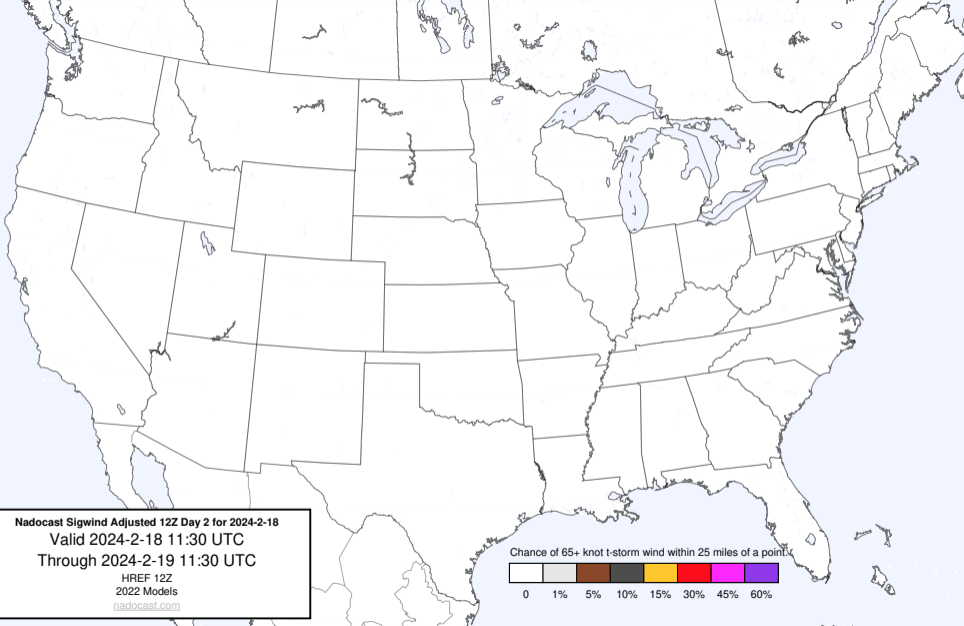 Nadocast Sigwind Adjusted 12Z Day 2 for 2024-2-18
Valid 2024-2-18 11:30 UTC
Through 2024-2-19 11:30 UTC
HREF 12Z
2022 Models
nadocast.com
Chance of 65+ knot t-storm wind within 25 miles of a point.
0 1% 5% 10% 15% 30% 45% 60%